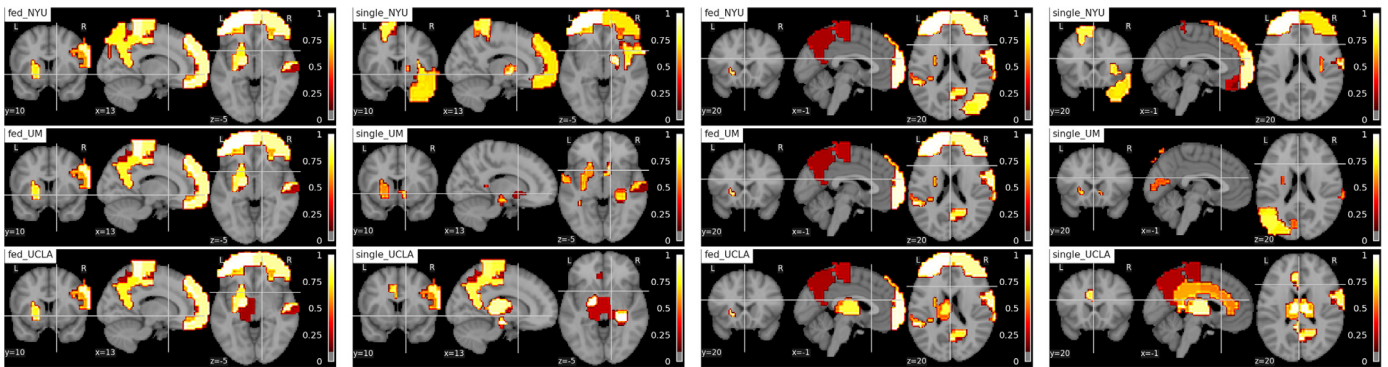 fed_NYU
L R
1
0.75
0.5
0.25
0
y=10 x=13 z=-5
L R
single_NYU
L R
1
0.75
0.5
0.25
0
y=10 x=13 z=-5
L R
fed_NYU
L R
1
0.75
0.5
0.25
0
y=20 x=-1 z=20
L R
single_NYU
L R
1
0.75
0.5
0.25
0
y=20 x=-1 z=20
L R
fed_UM
L R
1
0.75
0.5
0.25
0
y=10 x=13 z=-5
L R
single_UM
L R
1
0.75
0.5
0.25
0
y=10 x=13 z=-5
L R
fed_UM
L R
1
0.75
0.5
0.25
0
y=20 x=-1 z=20
L R
single_UM
L R
1
0.75
0.5
0.25
0
y=20 x=-1 z=20
L R
fed_UCLA
L R
1
0.75
0.5
0.25
0
y=10 x=13 z=-5
L R
single_UCLA
L R
1
0.75
0.5
0.25
0
y=10 x=13 z=-5
L R
fed_UCLA
L R
1
0.75
0.5
0.25
0
y=20 x=-1 z=20
L R
single_UCLA
L R
1
0.75
0.5
0.25
0
y=20 x=-1 z=20
L R